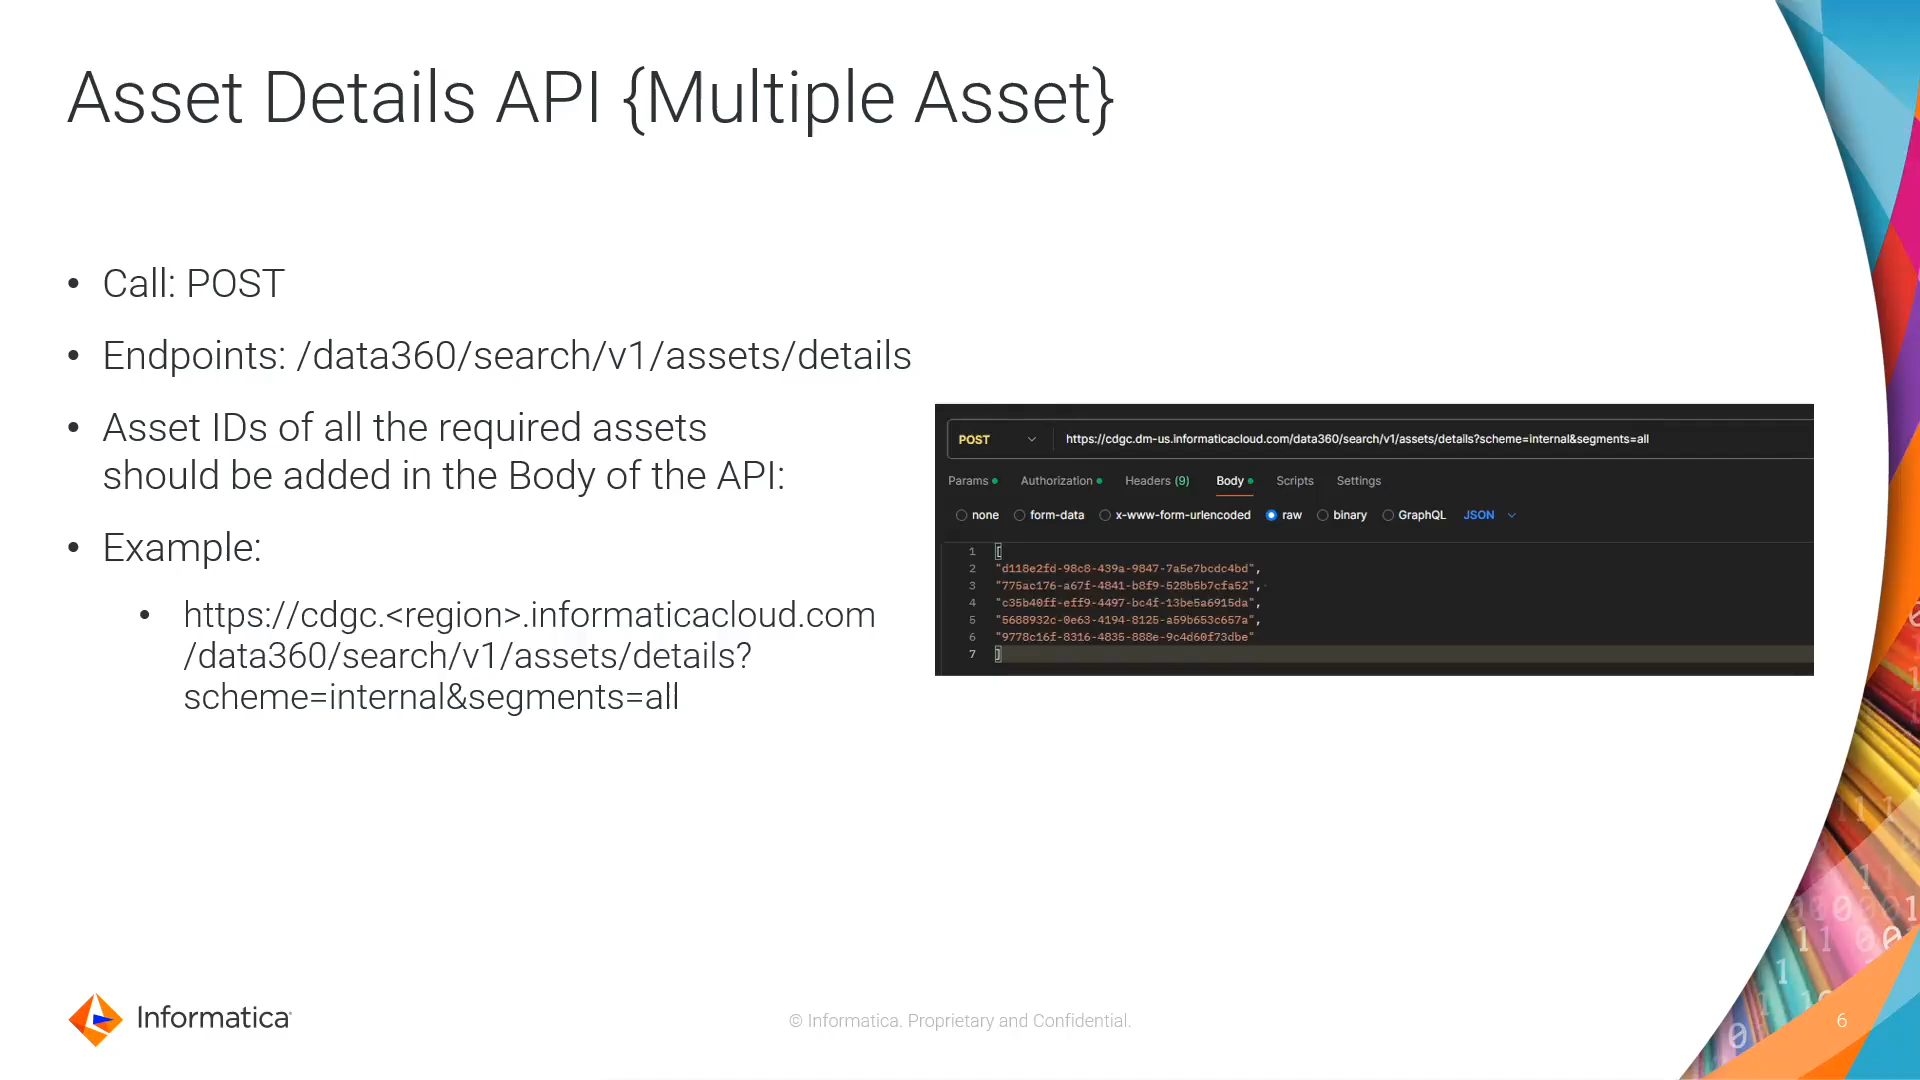 Asset Details API {Multiple Asset}
• Call: POST
• Endpoints: /data360/search/v1/assets/details
• Asset IDs of all the required assets
should be added in the Body of the API:
• Example:
• https://cdgc.<region>.informaticacloud.com
/data360/search/v1/assets/details?
scheme=internal&segments=all
POST https://cdgc.dm-us.informaticacloud.com/data360/search/v1/assets/details?scheme=internal&segments=all
Params Authorization Headers (9) Body Scripts Settings
none form-data x-www-form-urlencoded raw binary GraphQL JSON
1 [
2 "d118e2fd-98c8-439a-9847-7a5e7bcdc4bd",
3 "775ac176-a67f-4841-b8f9-528b5b7cfa52",
4 "c35b40ff-eff9-4497-bc4f-13be5a6915da",
5 "5688932c-0e63-4194-8125-a59b653c657a",
6 "9778c16f-8316-4835-888e-9c4d60f73dbe"
7 ]
Informatica
© Informatica. Proprietary and Confidential.
6